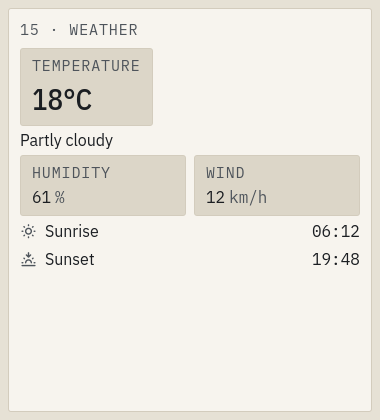 15 · WEATHER
TEMPERATURE
18°C
Partly cloudy
HUMIDITY
61 %
WIND
12 km/h
Sunrise 06:12
Sunset 19:48